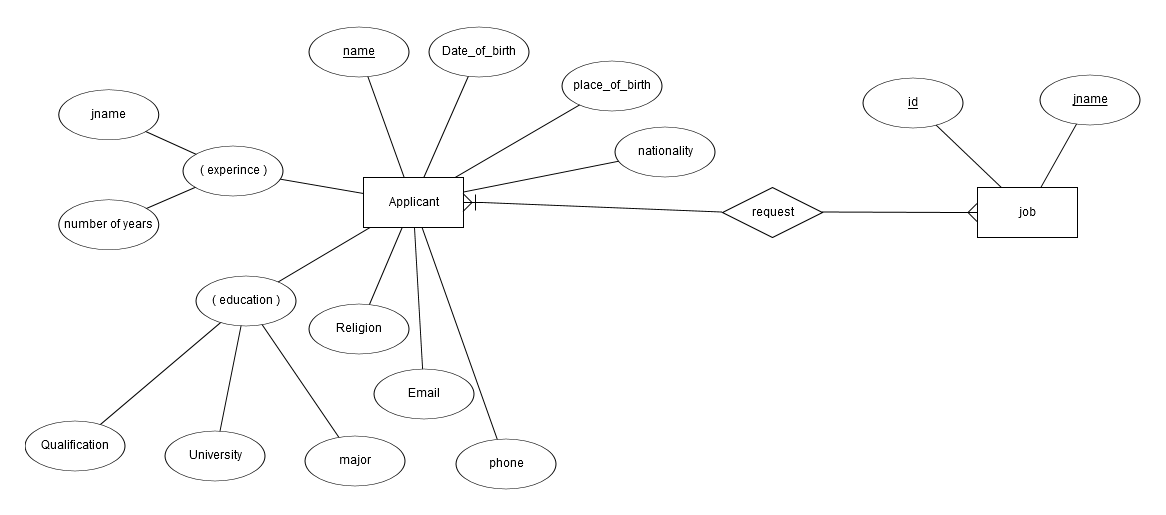 name
Date_of_birth
place_of_birth
jname
id
jname
nationality
( experince )
Applicant
request
job
number of years
( education )
Religion
Email
Qualification
University
major
phone